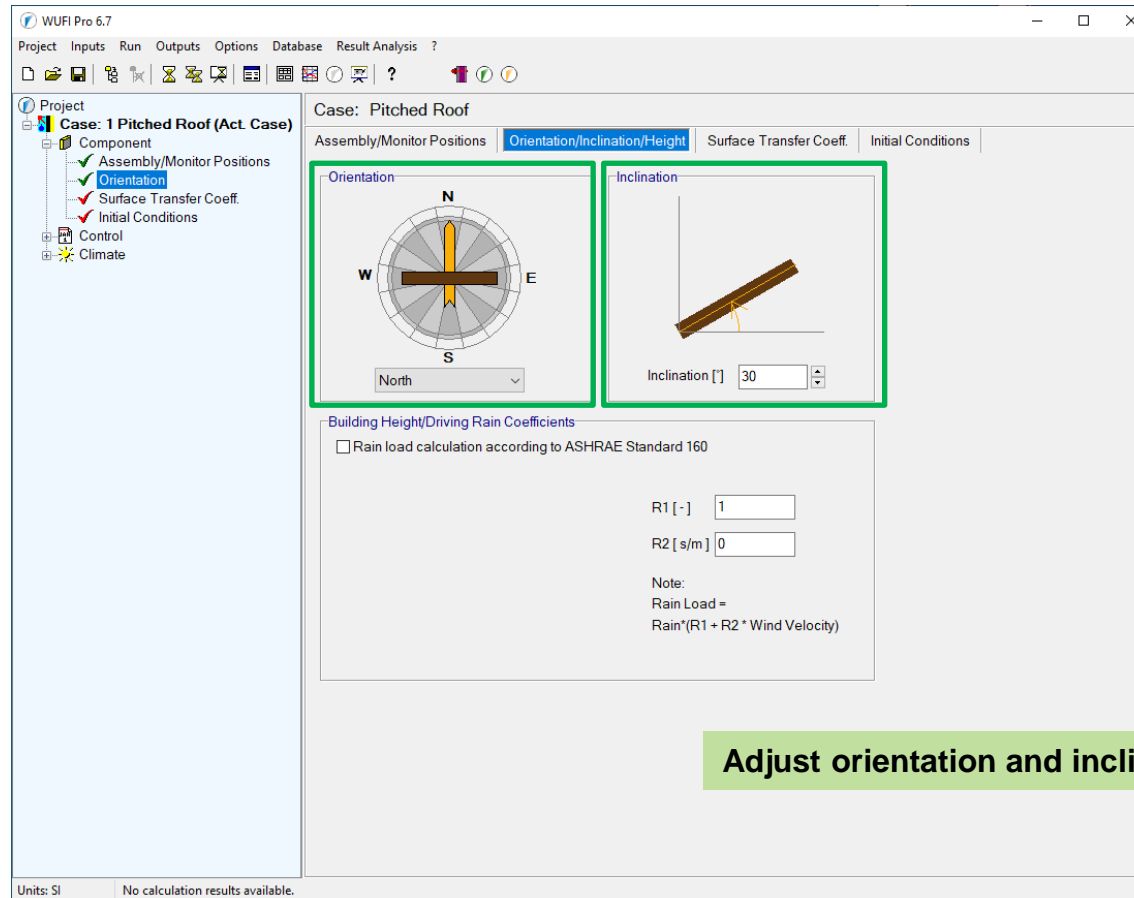 WUFI Pro 6.7
Project Inputs Run Outputs Options Database Result Analysis ?
?
Project
Case: 1 Pitched Roof (Act. Case)
Component
Assembly/Monitor Positions
Orientation
Surface Transfer Coeff.
Initial Conditions
Control
Climate
Case: Pitched Roof
Assembly/Monitor Positions Orientation/Inclination/Height Surface Transfer Coeff. Initial Conditions
Orientation
N
W E
S
North
Inclination
Inclination [°] 30
Building Height/Driving Rain Coefficients
Rain load calculation according to ASHRAE Standard 160
R1 [ - ] 1
R2 [ s/m ] 0
Note:
Rain Load =
Rain*(R1 + R2 * Wind Velocity)
Adjust orientation and incli
Units: SI No calculation results available.